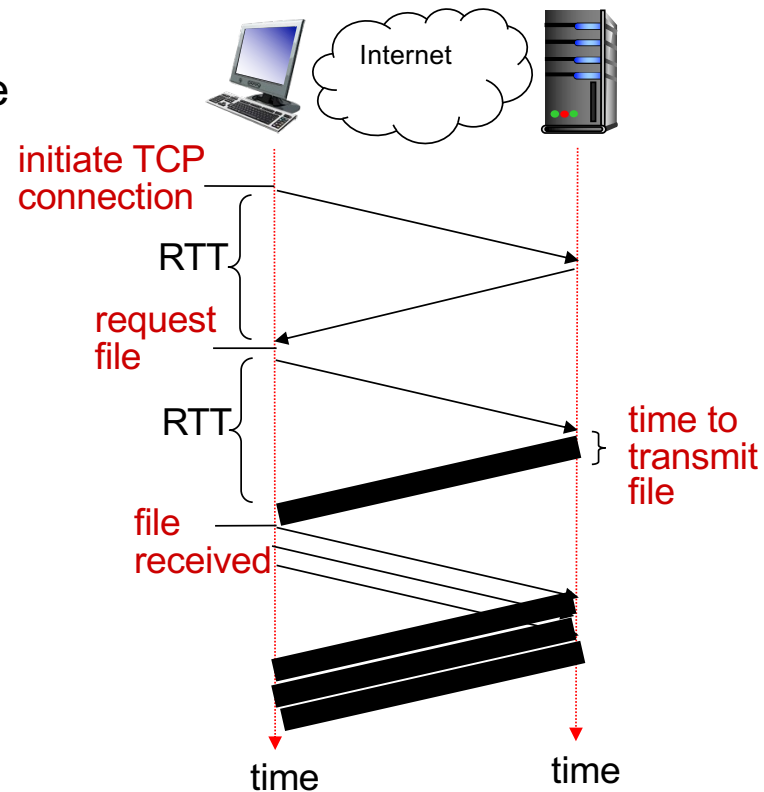 Internet
e
initiate TCP
connection
RTT
request
file
RTT
time to
transmit
file
file
received
time
time